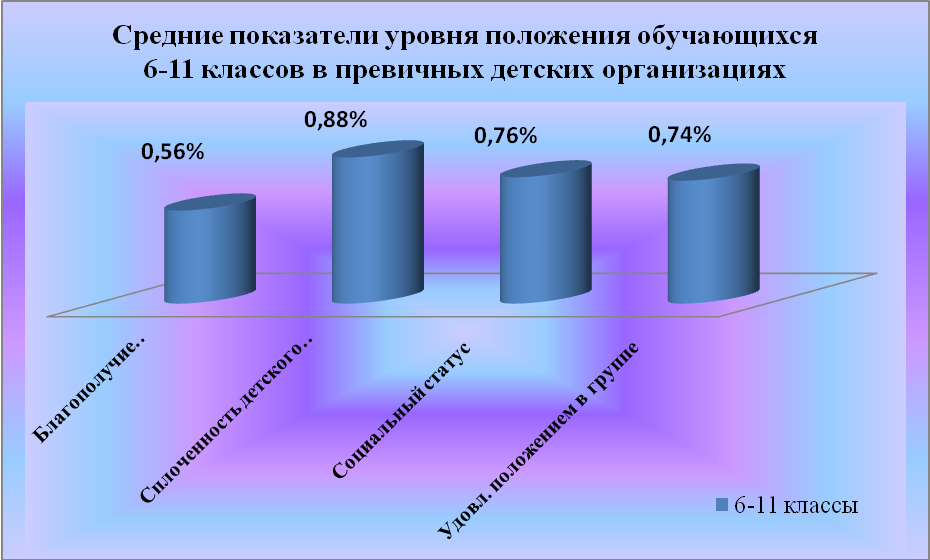 Средние показатели уровня положения обучающихся
6-11 классов в превичных детских организациях
0,56%
0,88%
0,76%
0,74%
Благополучие..
Сплоченность детского..
Социальный статус
Удовл. положением в группе
6-11 классы